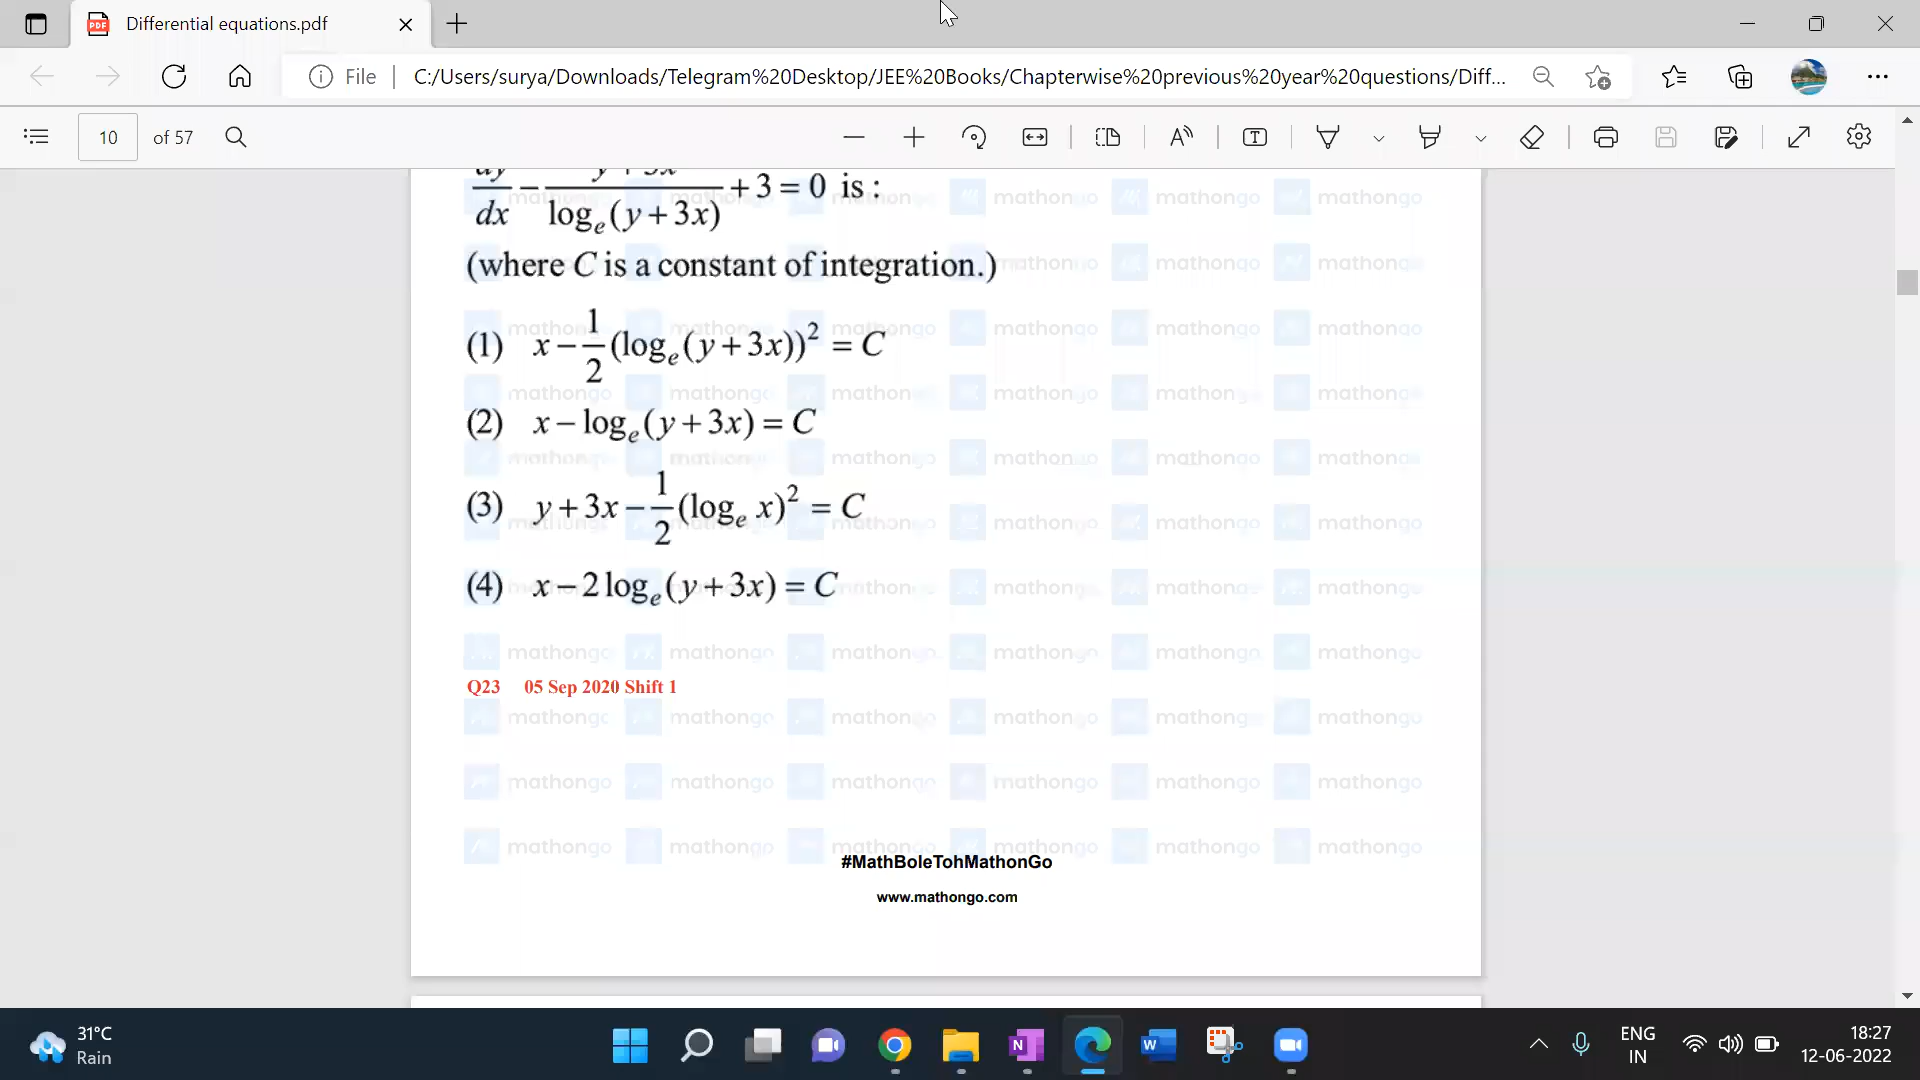 Differential equations.pdf
File C:/Users/surya/Downloads/Telegram%20Desktop/JEE%20Books/Chapterwise%20previous%20year%20questions/Diff...
10 of 57
dy/dx − (y + 3x)/log_e(y + 3x) + 3 = 0 is :
(where C is a constant of integration.)
(1) x − 1/2 (log_e(y + 3x))² = C
(2) x − log_e(y + 3x) = C
(3) y + 3x − 1/2 (log_e x)² = C
(4) x − 2 log_e(y + 3x) = C
Q23 05 Sep 2020 Shift 1
mathongo
#MathBoleTohMathonGo
www.mathongo.com
31°C
Rain
ENG
IN
18:27
12-06-2022